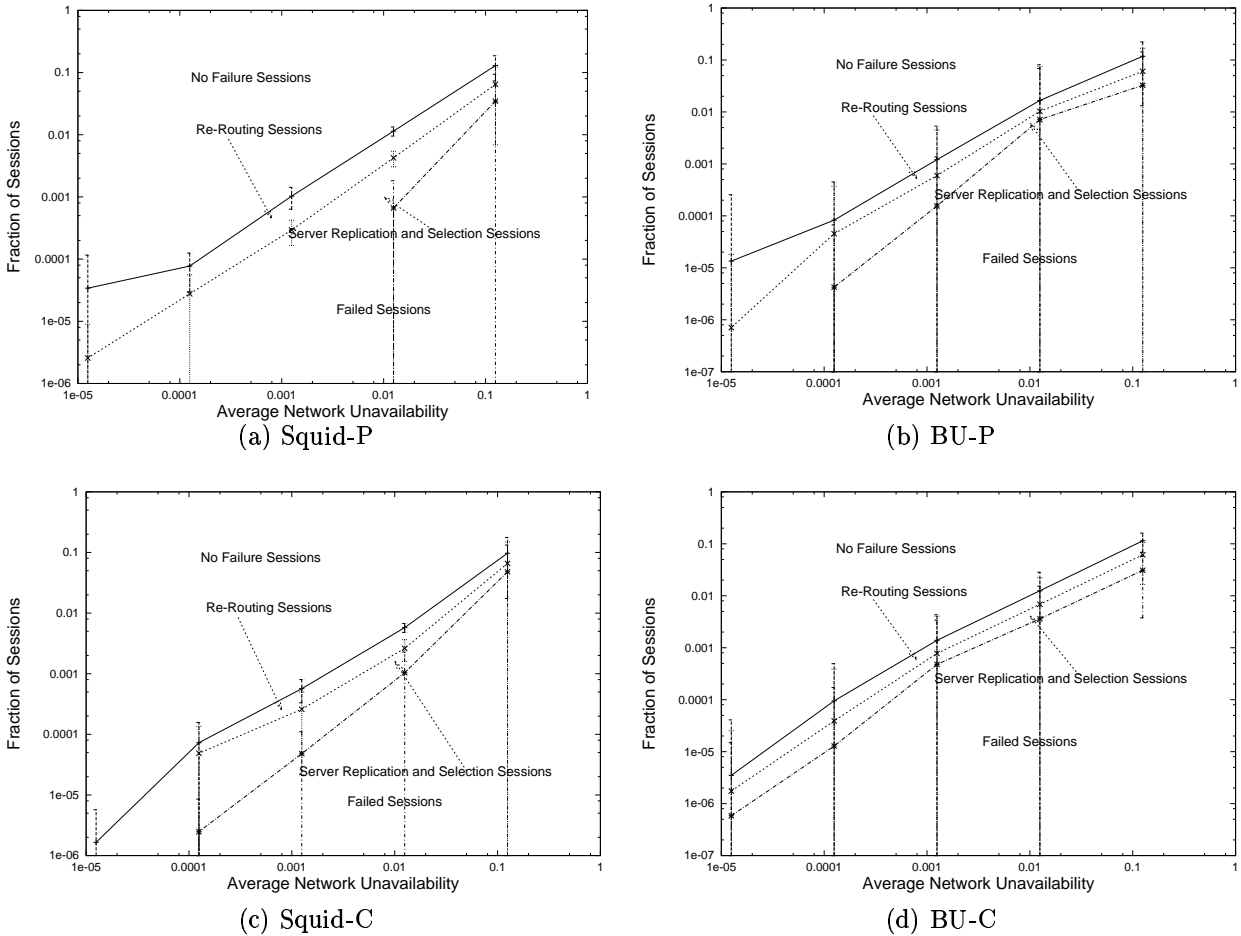 1
0.1
0.01
0.001
0.0001
1e-05
1e-06
1e-05
0.0001
0.001
0.01
0.1
1
Fraction of Sessions
Average Network Unavailability
No Failure Sessions
Re-Routing Sessions
Server Replication and Selection Sessions
Failed Sessions
(a) Squid-P
1
0.1
0.01
0.001
0.0001
1e-05
1e-06
1e-07
1e-05
0.0001
0.001
0.01
0.1
1
Fraction of Sessions
Average Network Unavailability
No Failure Sessions
Re-Routing Sessions
Server Replication and Selection Sessions
Failed Sessions
(b) BU-P
1
0.1
0.01
0.001
0.0001
1e-05
1e-06
1e-05
0.0001
0.001
0.01
0.1
1
Fraction of Sessions
Average Network Unavailability
No Failure Sessions
Re-Routing Sessions
Server Replication and Selection Sessions
Failed Sessions
(c) Squid-C
1
0.1
0.01
0.001
0.0001
1e-05
1e-06
1e-07
1e-05
0.0001
0.001
0.01
0.1
1
Fraction of Sessions
Average Network Unavailability
No Failure Sessions
Re-Routing Sessions
Server Replication and Selection Sessions
Failed Sessions
(d) BU-C